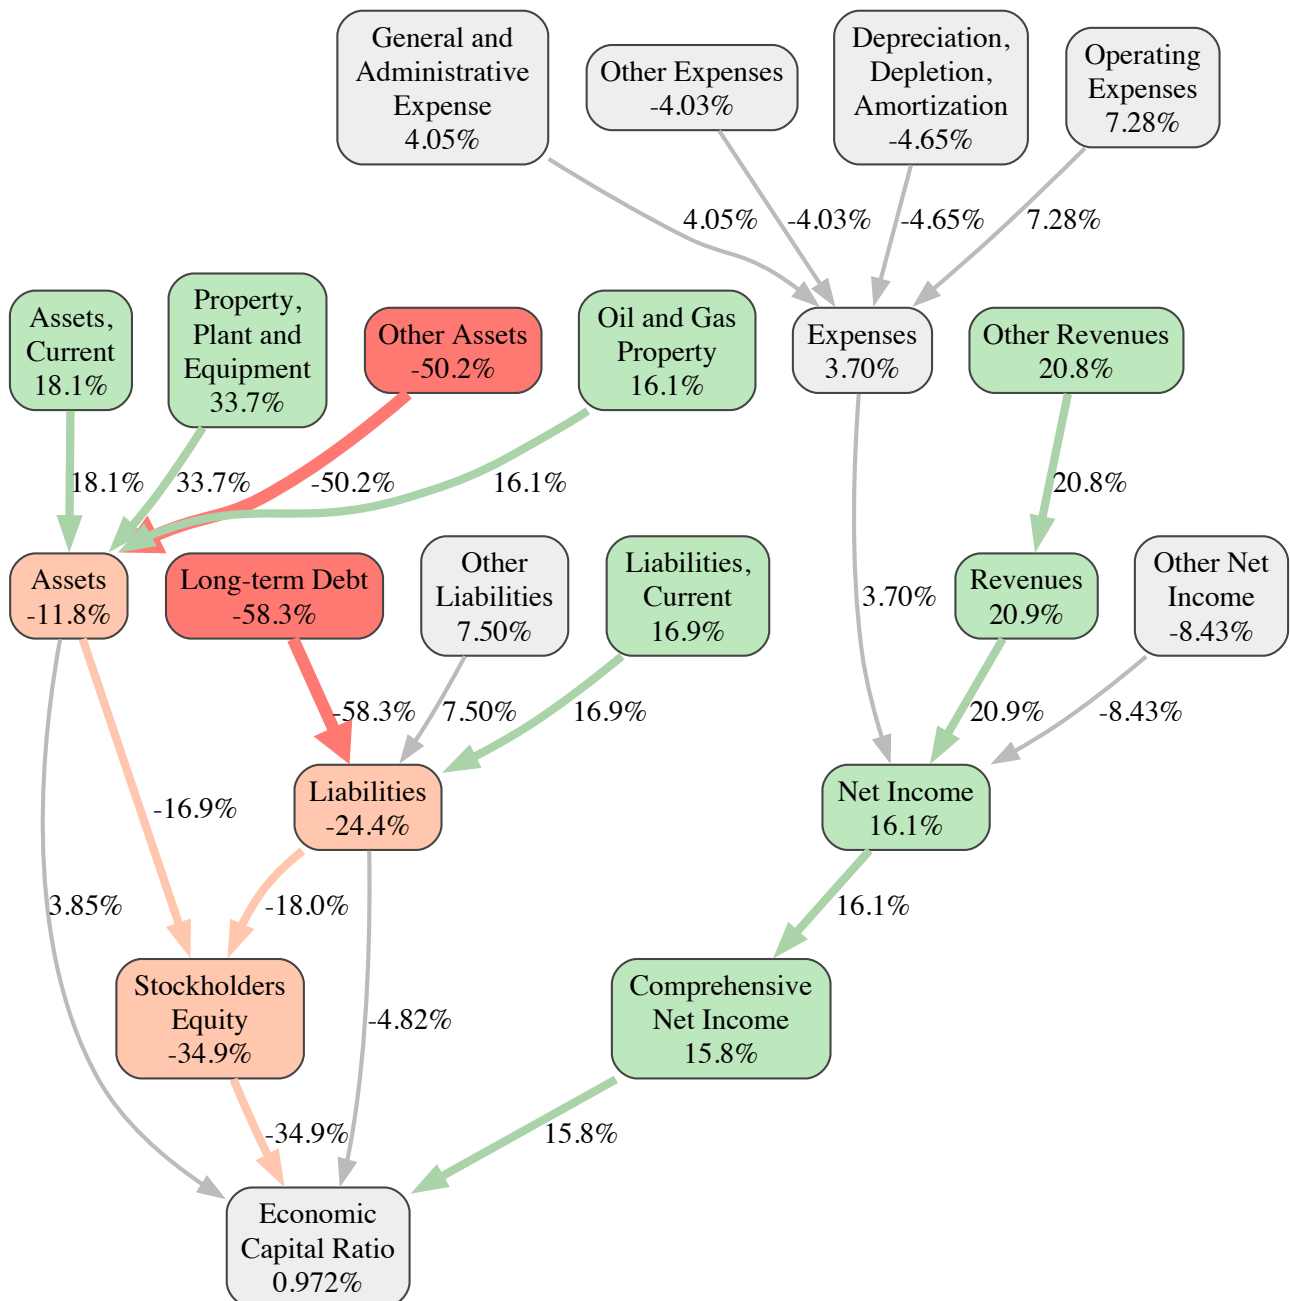 General and
Administrative
Expense
4.05%
Other Expenses
-4.03%
Depreciation,
Depletion,
Amortization
-4.65%
Operating
Expenses
7.28%
4.05%
-4.03%
-4.65%
7.28%
Assets,
Current
18.1%
Property,
Plant and
Equipment
33.7%
Other Assets
-50.2%
Oil and Gas
Property
16.1%
Expenses
3.70%
Other Revenues
20.8%
18.1%
33.7%
-50.2%
16.1%
20.8%
Assets
-11.8%
Long-term Debt
-58.3%
Other
Liabilities
7.50%
Liabilities,
Current
16.9%
3.70%
Revenues
20.9%
Other Net
Income
-8.43%
-58.3%
7.50%
16.9%
20.9%
-8.43%
-16.9%
Liabilities
-24.4%
Net Income
16.1%
3.85%
-18.0%
16.1%
Stockholders
Equity
-34.9%
-4.82%
Comprehensive
Net Income
15.8%
-34.9%
15.8%
Economic
Capital Ratio
0.972%